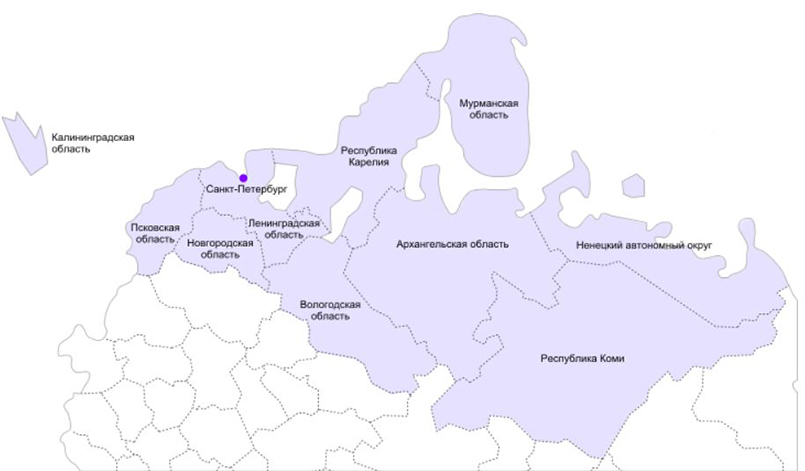 Мурманская
область
Калининградская
область
Республика
Карелия
Санкт-Петербург
Псковская
область
Ленинградская
область
Новгородская
область
Архангельская область
Ненецкий автономный округ
Вологодская
область
Республика Коми